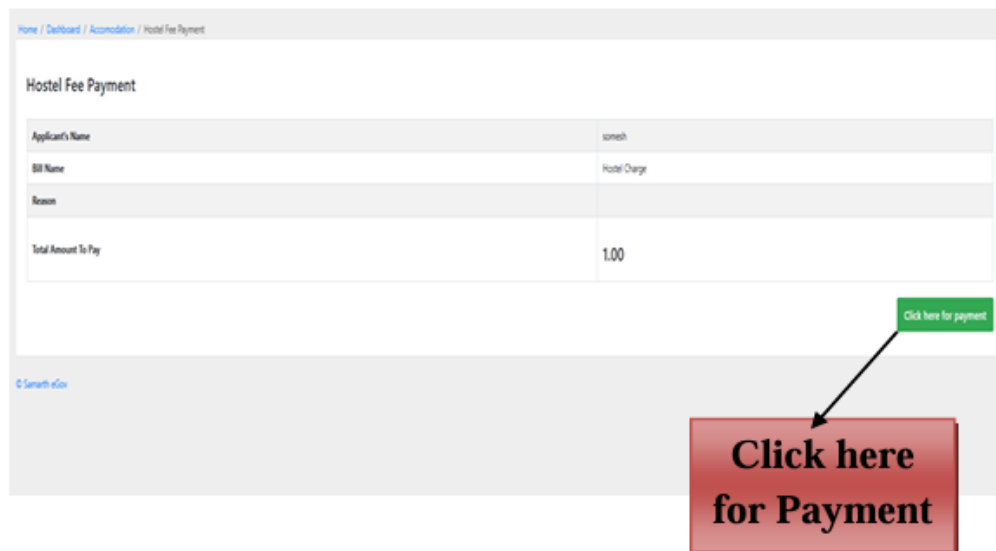 Home / Dashboard / Accomodation / Hostel Fee Payment
Hostel Fee Payment
Applicant's Name somesh
Bill Name Hostel Charge
Reason
Total Amount To Pay 1.00
Click here for payment
© Samarth eGov
Click here
for Payment